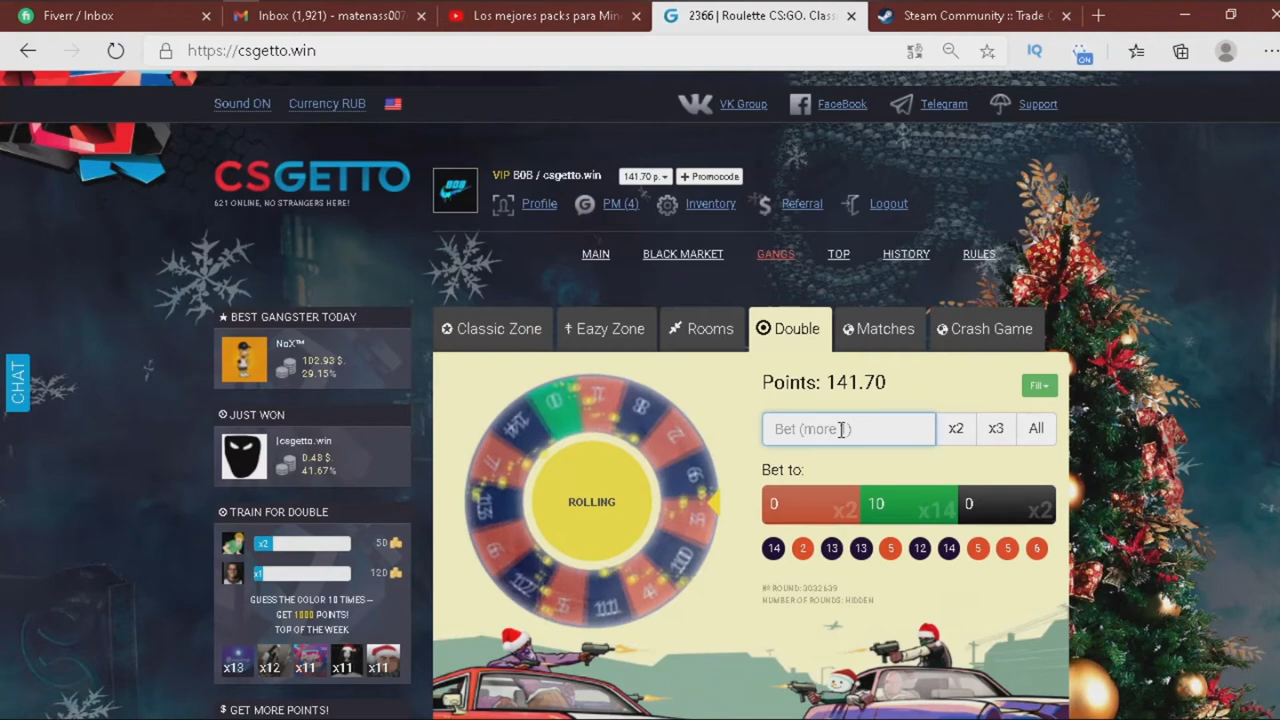 Fiverr / Inbox
Inbox (1,921) - matenass007
Los mejores packs para Min
2366 | Roulette CS:GO. Clas
Steam Community :: Trade O
https://csgetto.win
IQ
ON
Sound ON
Currency RUB
VK Group
FaceBook
Telegram
Support
CSGETTO
621 ONLINE, NO STRANGERS HERE!
VIP B0B / csgetto.win
141.70 p.
+ Promocode
Profile
PM (4)
Inventory
Referral
Logout
MAIN
BLACK MARKET
GANGS
TOP
HISTORY
RULES
CHAT
BEST GANGSTER TODAY
NoX™
102.93 $.
29.15%
JUST WON
csgetto.win
0.48 $.
41.67%
TRAIN FOR DOUBLE
x2
50
x1
120
GUESS THE COLOR 10 TIMES —
GET 1000 POINTS!
TOP OF THE WEEK
x13
x12
x11
x11
x11
GET MORE POINTS!
Classic Zone
Eazy Zone
Rooms
Double
Matches
Crash Game
ROLLING
Points: 141.70
Fill
Bet (more
x2
x3
All
Bet to:
0
x2
10
x14
0
x2
14
2
13
13
5
12
14
5
5
6
NUMBER OF ROUNDS: HIDDEN